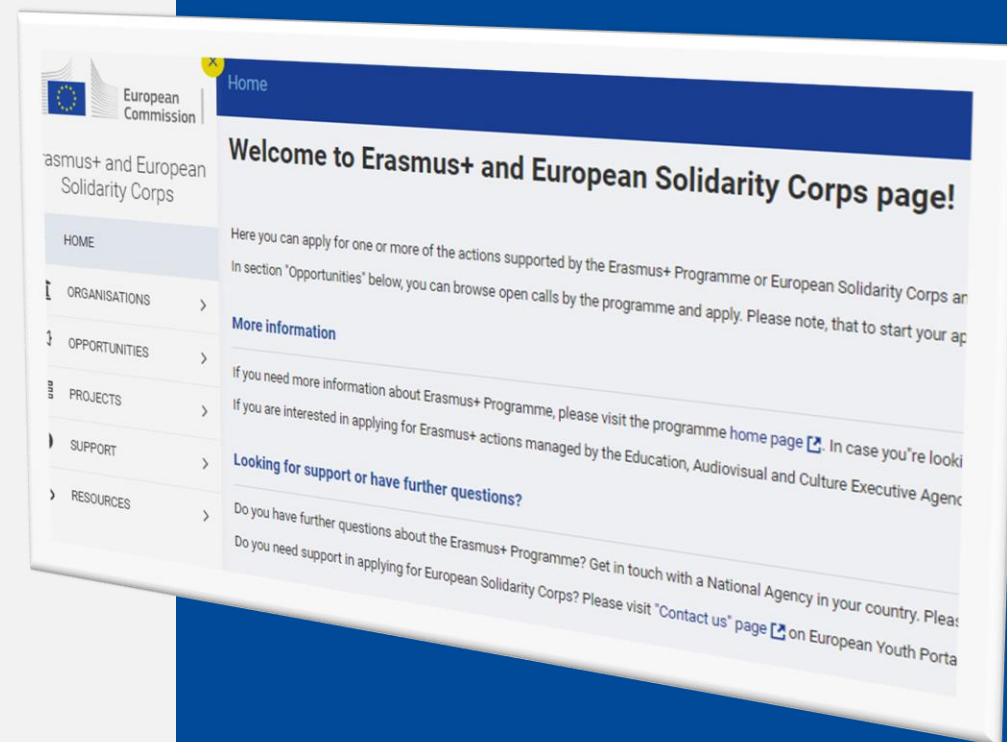 European
Commission
rasmus+ and European
Solidarity Corps
HOME
ORGANISATIONS
OPPORTUNITIES
PROJECTS
SUPPORT
RESOURCES
x
Home
Welcome to Erasmus+ and European Solidarity Corps page!
Here you can apply for one or more of the actions supported by the Erasmus+ Programme or European Solidarity Corps an
In section "Opportunities" below, you can browse open calls by the programme and apply. Please note, that to start your ap
More information
If you need more information about Erasmus+ Programme, please visit the programme home page. In case you"re looki
If you are interested in applying for Erasmus+ actions managed by the Education, Audiovisual and Culture Executive Agenc
Looking for support or have further questions?
Do you have further questions about the Erasmus+ Programme? Get in touch with a National Agency in your country. Pleas
Do you need support in applying for European Solidarity Corps? Please visit "Contact us" page on European Youth Porta